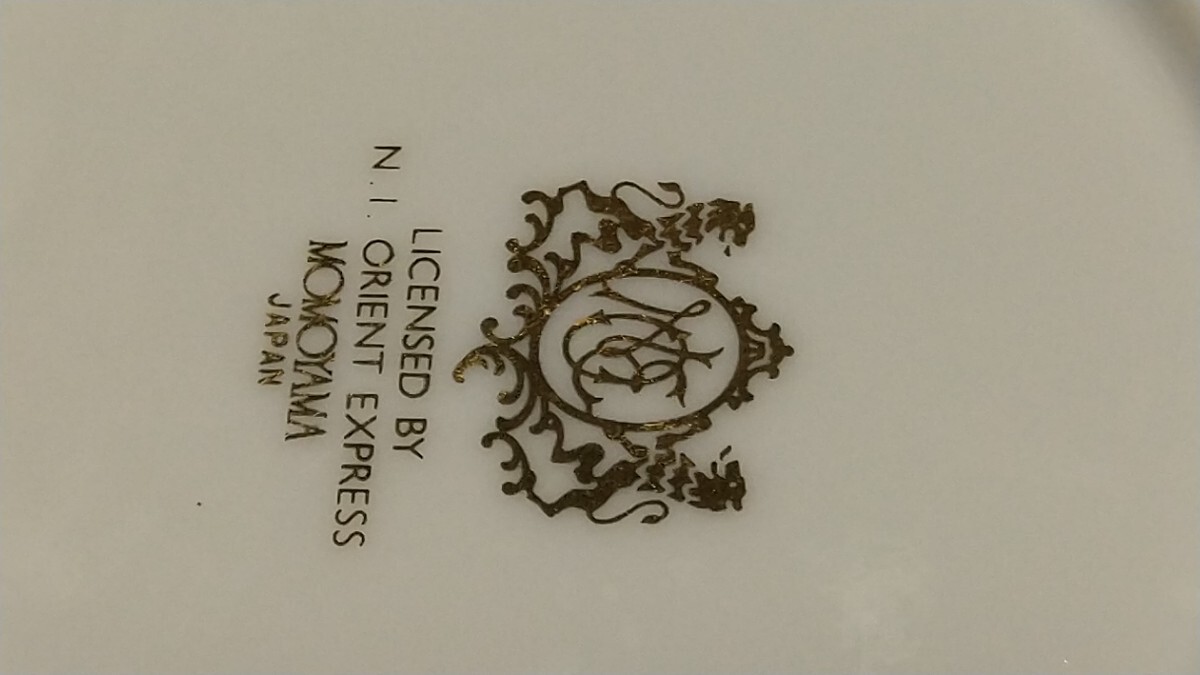 LICENSED BY
N.I. ORIENT EXPRESS
MOMOYAMA
JAPAN